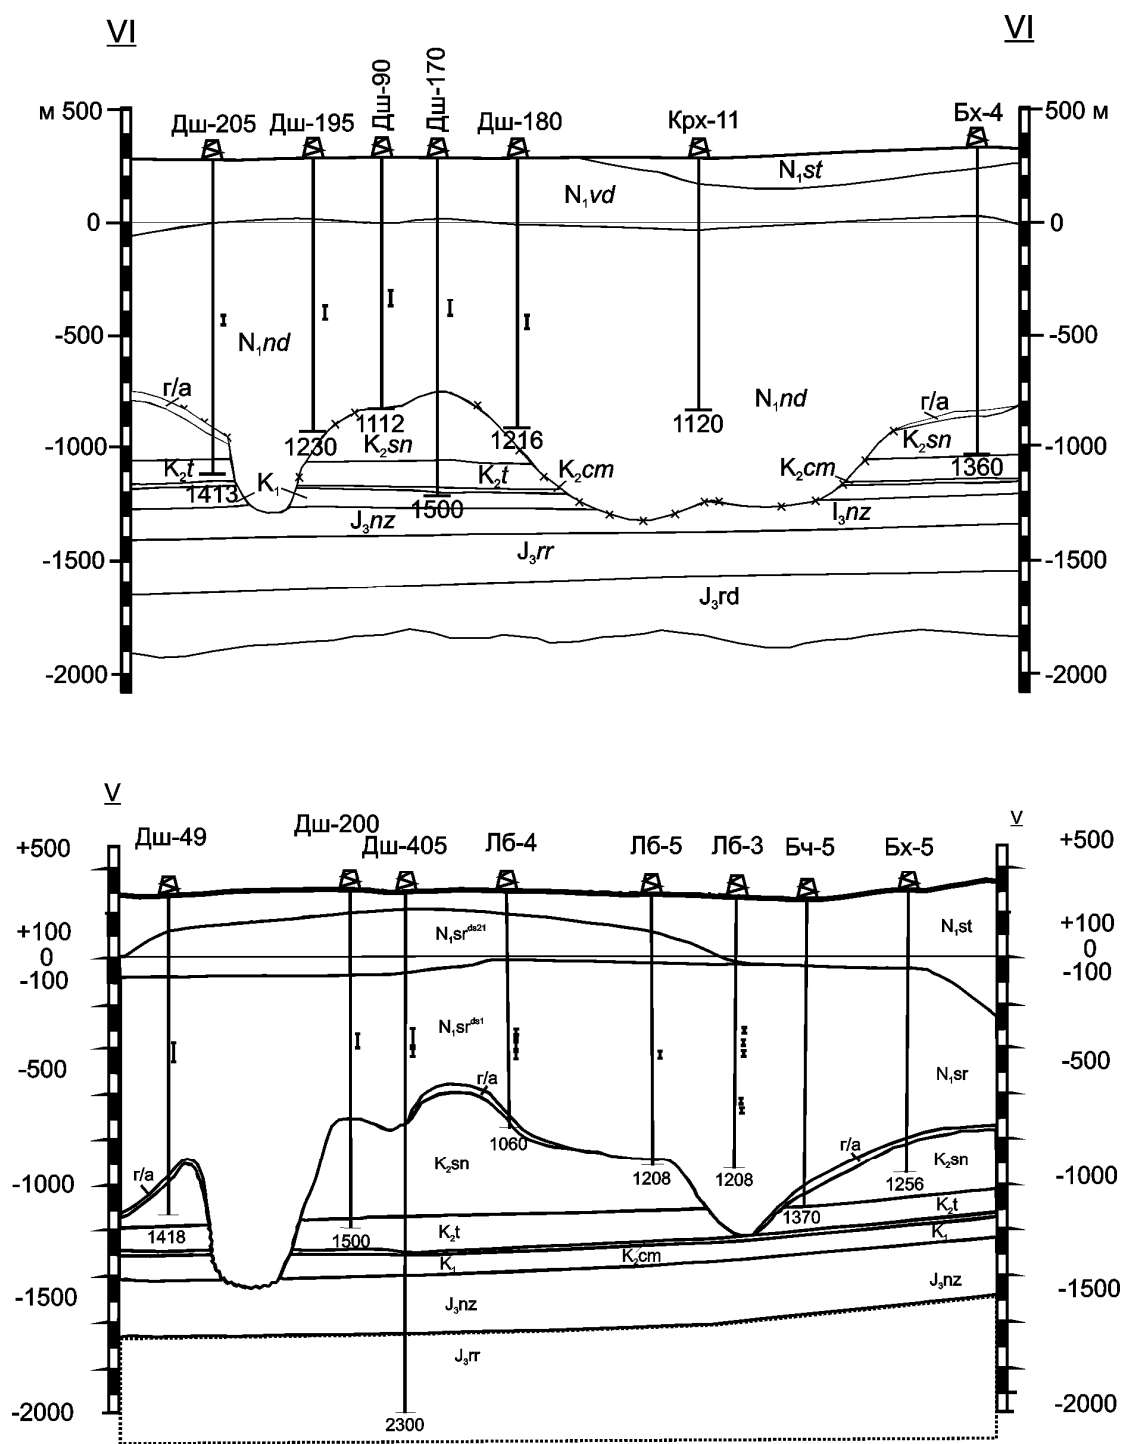 VI VI
Дш-90 Дш-170
м 500 Дш-205 Дш-195 Дш-180 Крх-11 Бх-4 500 м
N₁st
N₁vd
0 0
-500 N₁nd -500
г/а N₁nd г/а
1112 1120
1230 K₂sn 1216 K₂sn
-1000 -1000
K₂t K₂t K₂cm K₂cm 1360
1413 K₁ 1500
J₃nz I₃nz
-1500 J₃rr -1500
J₃rd
-2000 -2000
V V
Дш-49 Дш-200 Дш-405 Лб-4 Лб-5 Лб-3 Бч-5 Бх-5
+500 +500
+100 N₁sr^ds21 N₁st +100
0 0
-100 -100
N₁sr^ds1
-500 -500
г/а N₁sr
1060 г/а
г/а K₂sn 1208 1208 1256 K₂sn
-1000 -1000
1418 1500 K₂t 1370 K₂t
K₁ K₂cm K₁
-1500 J₃nz J₃nz -1500
J₃rr
-2000 2300 -2000